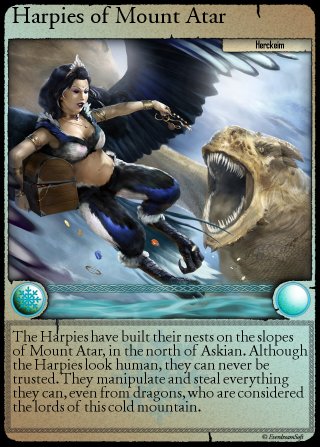 Harpies of Mount Atar
Herckeim
The Harpies have built their nests on the slopes
of Mount Atar, in the north of Askian. Although
the Harpies look human, they can never be
trusted. They manipulate and steal everything
they can, even from dragons, who are considered
the lords of this cold mountain.
© EverdreamSoft